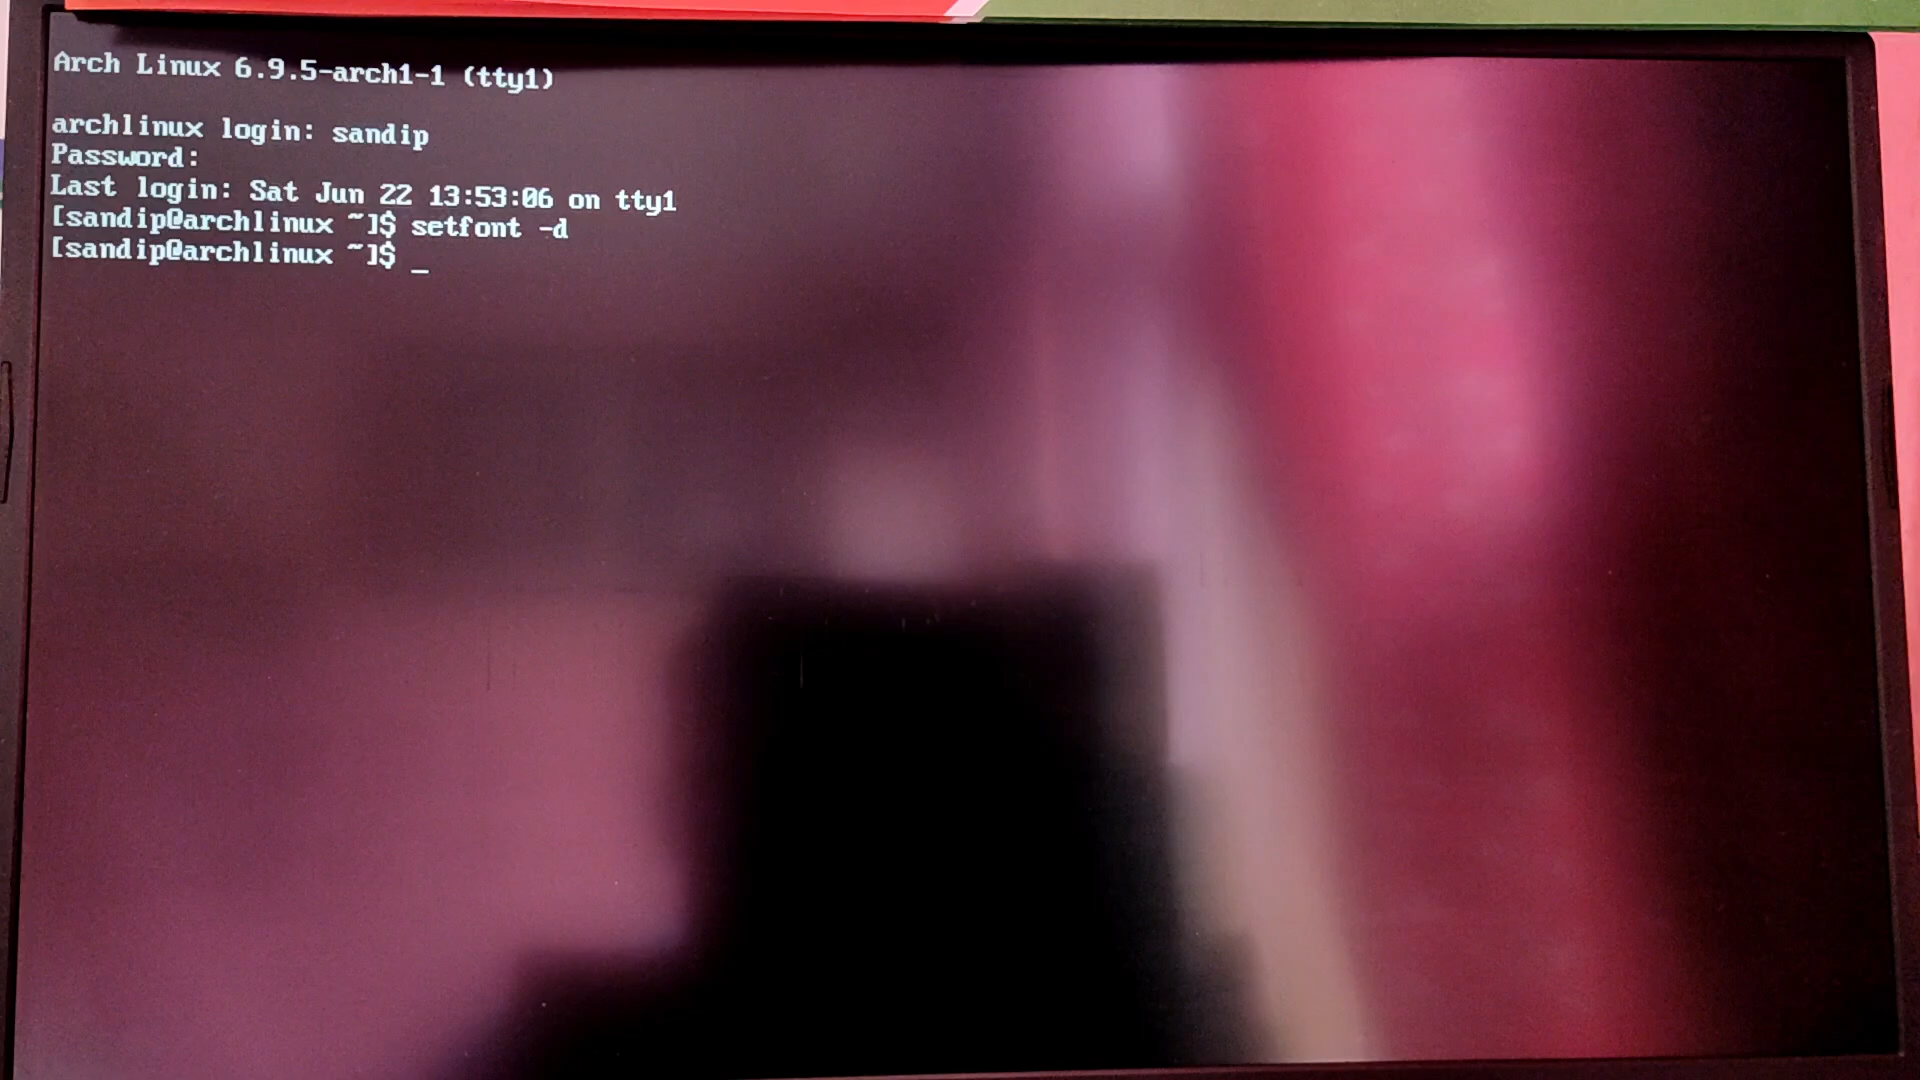 Arch Linux 6.9.5-arch1-1 (tty1)
archlinux login: sandip
Password:
Last login: Sat Jun 22 13:53:06 on tty1
[sandip@archlinux ~]$ setfont -d
[sandip@archlinux ~]$ _